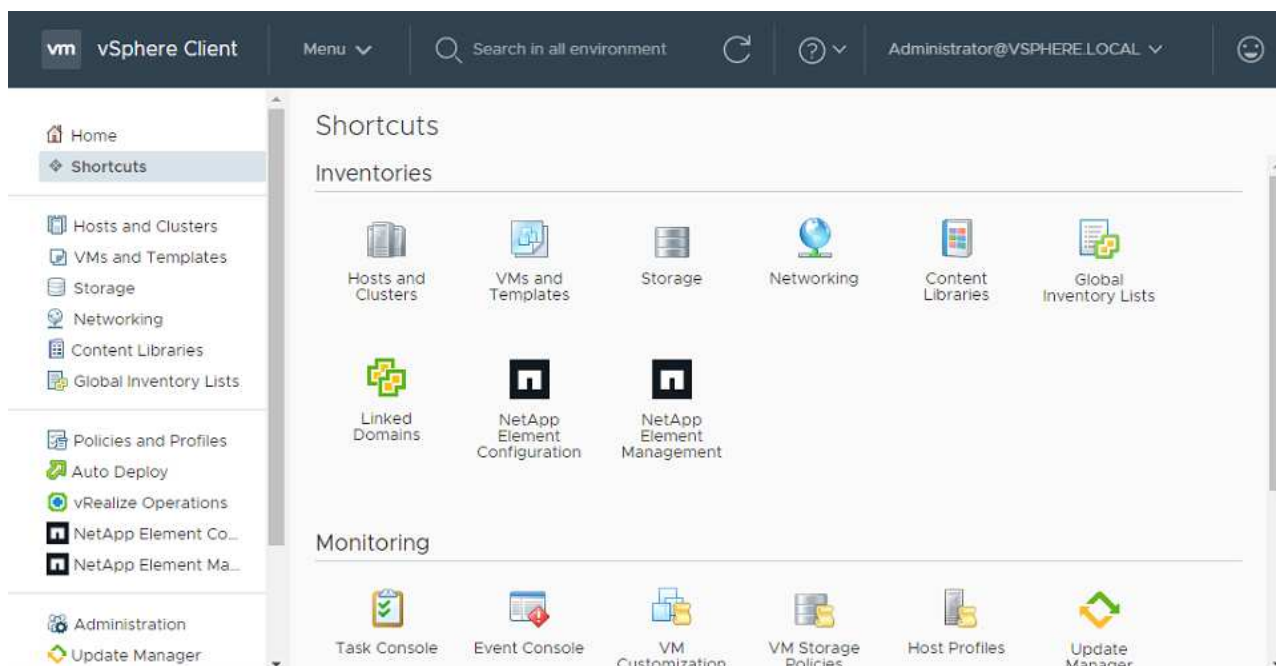 vm vSphere Client Menu Search in all environment Administrator@VSPHERE.LOCAL
Home
Shortcuts
Hosts and Clusters
VMs and Templates
Storage
Networking
Content Libraries
Global Inventory Lists
Policies and Profiles
Auto Deploy
vRealize Operations
NetApp Element Co...
NetApp Element Ma...
Administration
Update Manager
Shortcuts
Inventories
Hosts and
Clusters
VMs and
Templates
Storage
Networking
Content
Libraries
Global
Inventory Lists
Linked
Domains
NetApp
Element
Configuration
NetApp
Element
Management
Monitoring
Task Console
Event Console
VM
Customization
VM Storage
Policies
Host Profiles
Update
Manager